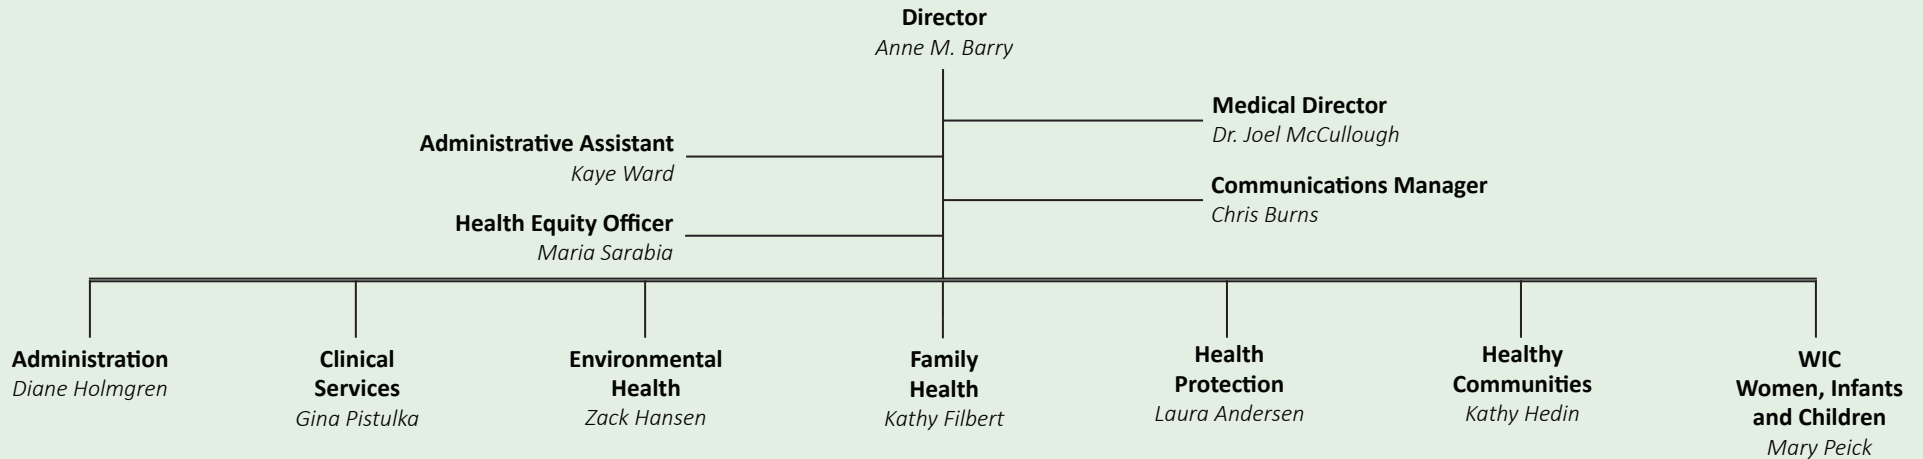 Director
Anne M. Barry
Medical Director
Dr. Joel McCullough
Administrative Assistant
Kaye Ward
Communications Manager
Chris Burns
Health Equity Officer
Maria Sarabia
Administration
Diane Holmgren
Clinical
Services
Gina Pistulka
Environmental
Health
Zack Hansen
Family
Health
Kathy Filbert
Health
Protection
Laura Andersen
Healthy
Communities
Kathy Hedin
WIC
Women, Infants
and Children
Mary Peick